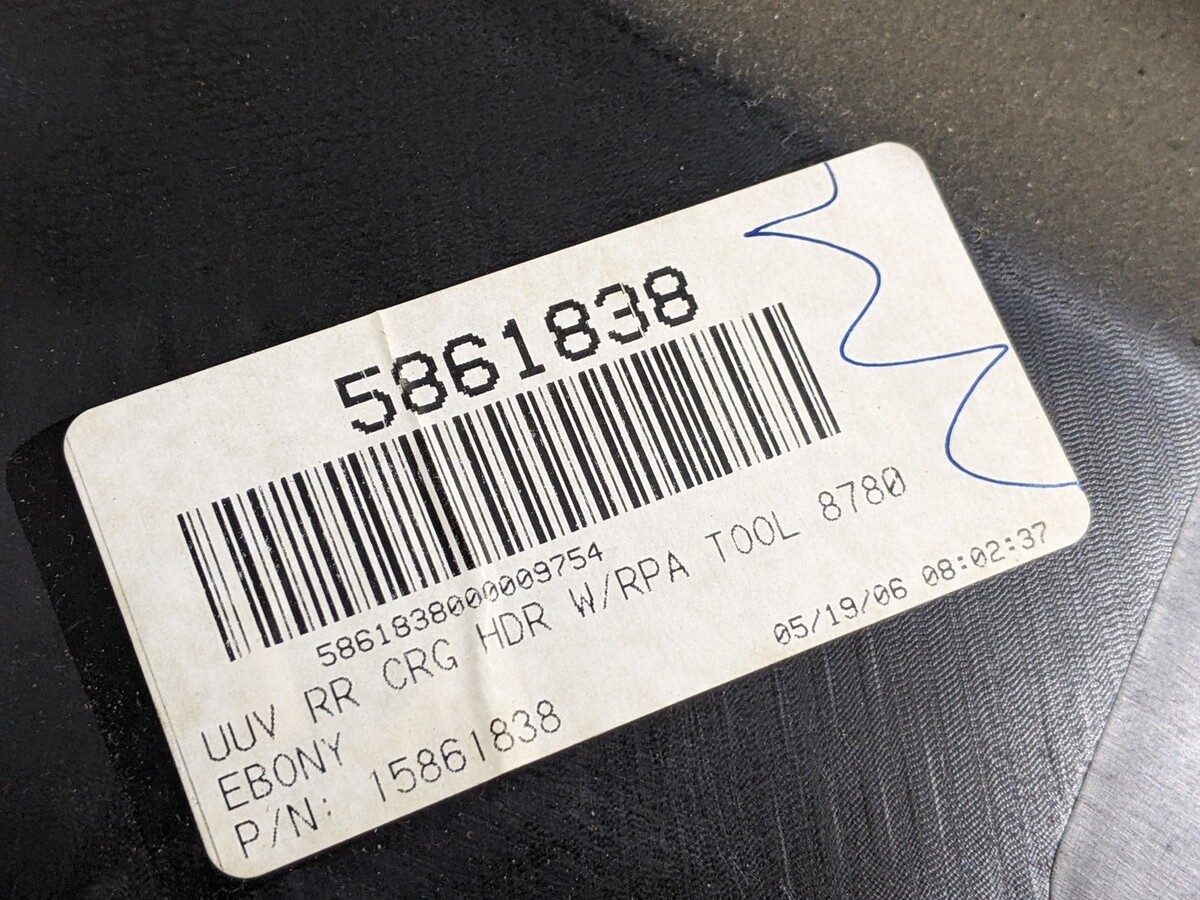 5861838
5861838000009754
UUV RR CRG HDR W/RPA TOOL 8780
EBONY
05/19/06 08:02:37
P/N: 15861838